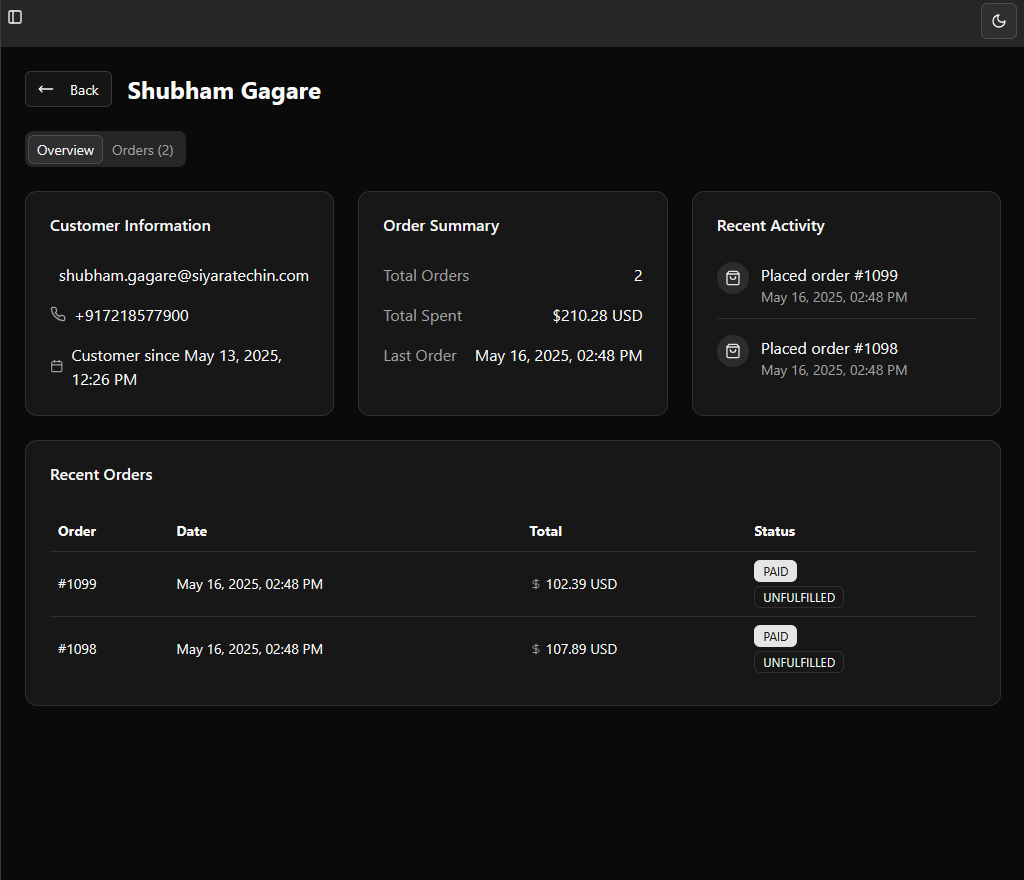 Back
Shubham Gagare
Overview
Orders (2)
Customer Information
shubham.gagare@siyaratechin.com
+917218577900
Customer since May 13, 2025,
12:26 PM
Order Summary
Total Orders 2
Total Spent $210.28 USD
Last Order May 16, 2025, 02:48 PM
Recent Activity
Placed order #1099
May 16, 2025, 02:48 PM
Placed order #1098
May 16, 2025, 02:48 PM
Recent Orders
Order Date Total Status
#1099 May 16, 2025, 02:48 PM $ 102.39 USD PAID
UNFULFILLED
#1098 May 16, 2025, 02:48 PM $ 107.89 USD PAID
UNFULFILLED